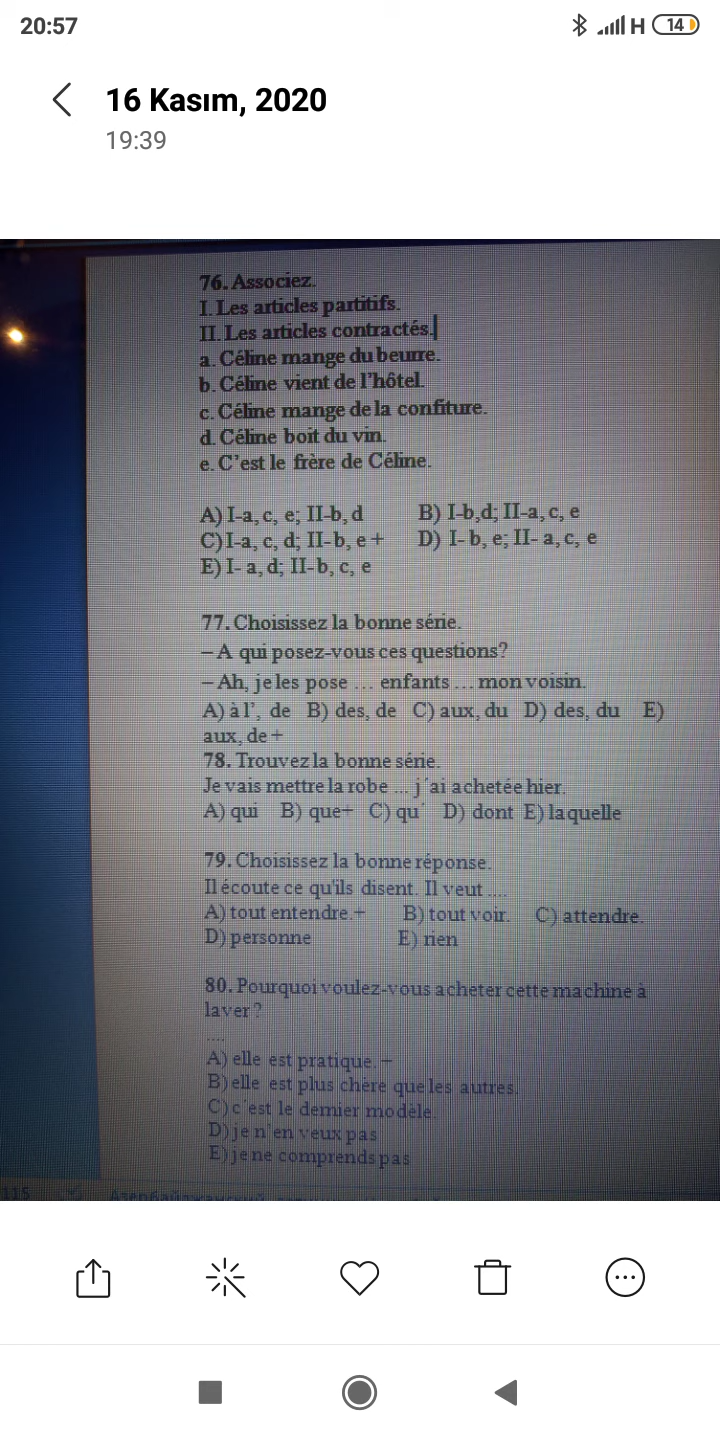 20:57
H 14
16 Kasım, 2020
19:39
76. Associez.
I. Les articles partitifs.
II. Les articles contractés.
a. Céline mange du beurre.
b. Céline vient de l'hôtel.
c. Céline mange de la confiture.
d. Céline boit du vin.
e. C'est le frère de Céline.
A) I-a, c, e; II-b, d B) I-b,d; II-a, c, e
C) I-a, c, d; II-b, e + D) I- b, e; II- a, c, e
E) I- a, d; II-b, c, e
77. Choisissez la bonne série.
– A qui posez-vous ces questions?
– Ah, je les pose ... enfants ... mon voisin.
A) à l', de B) des, de C) aux, du D) des, du E)
aux, de +
78. Trouvez la bonne série.
Je vais mettre la robe ... j´ai achetée hier.
A) qui B) que+ C) qu´ D) dont E) laquelle
79. Choisissez la bonne réponse.
Il écoute ce qu'ils disent. Il veut ....
A) tout entendre.+ B) tout voir. C) attendre.
D) personne E) rien
80. Pourquoi voulez-vous acheter cette machine à
laver?
....
A) elle est pratique. –
B) elle est plus chère que les autres.
C) c´est le dernier modèle.
D) je n'en veux pas
E) je ne comprends pas
115 Азербайджанский